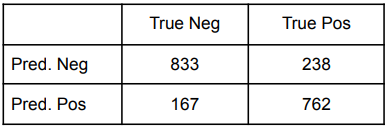 True Neg True Pos
Pred. Neg 833 238
Pred. Pos 167 762